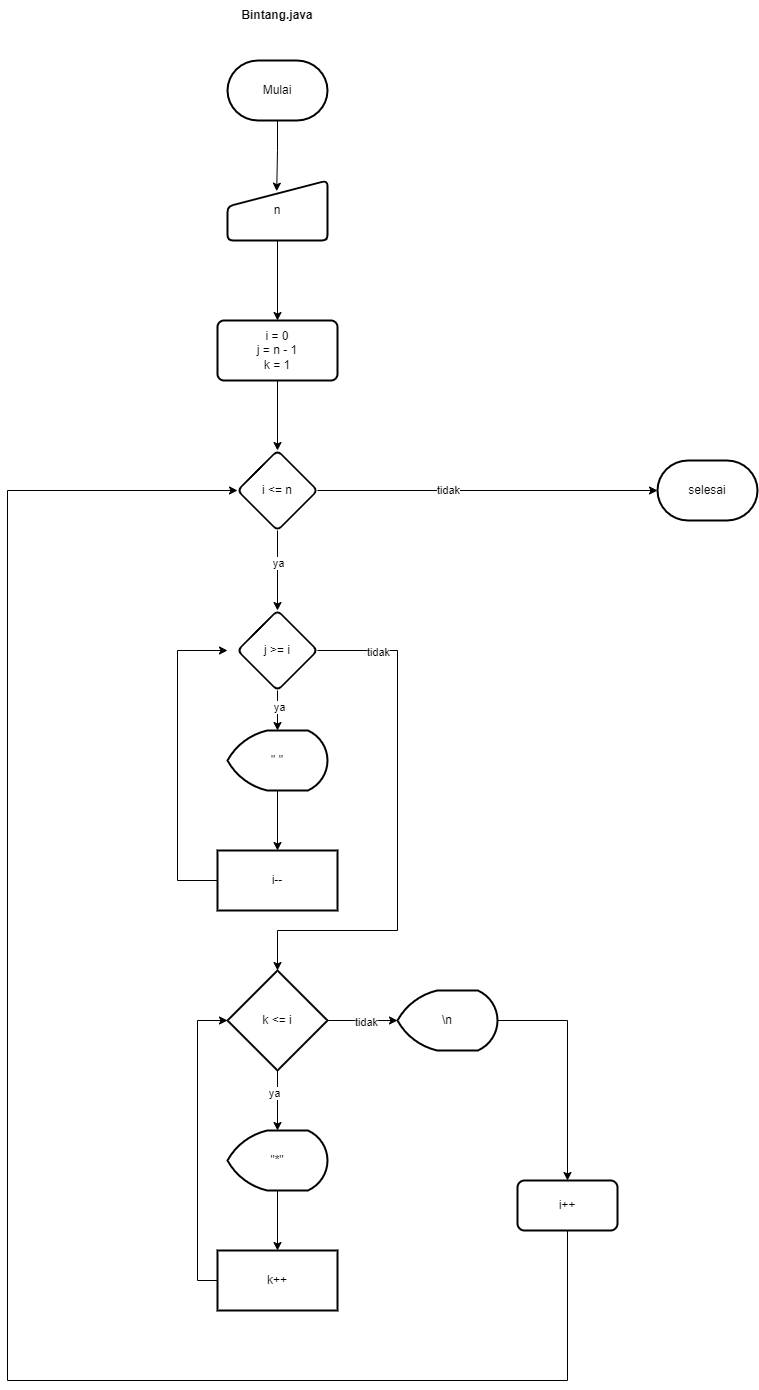 Bintang.java
Mulai
n
i = 0
j = n - 1
k = 1
i <= n
tidak
selesai
ya
j >= i
tidak
ya
" "
i--
k <= i
tidak
\n
ya
"*"
i++
k++